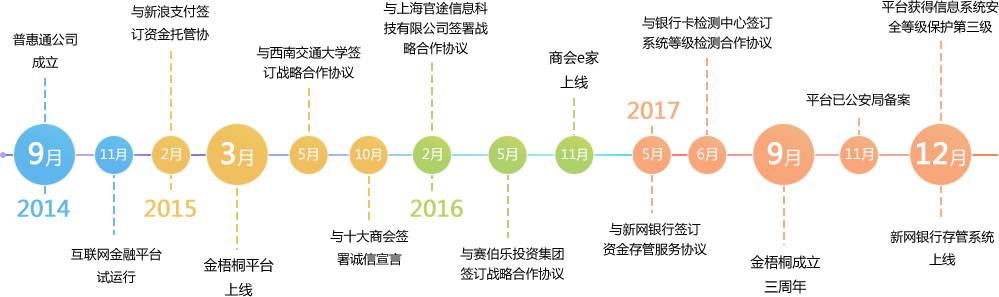 普惠通公司
成立
9月
2014
11月
互联网金融平台
试运行
与新浪支付签
订资金托管协
2月
2015
3月
金梧桐平台
上线
与西南交通大学签
订战略合作协议
5月
10月
与十大商会签
署诚信宣言
与上海官途信息科
技有限公司签署战
略合作协议
2月
2016
5月
与赛伯乐投资集团
签订战略合作协议
商会e家
上线
11月
2017
5月
与新网银行签订
资金存管服务协议
与银行卡检测中心签订
系统等级检测合作协议
6月
9月
金梧桐成立
三周年
平台已公安局备案
11月
平台获得信息系统安
全等级保护第三级
12月
新网银行存管系统
上线